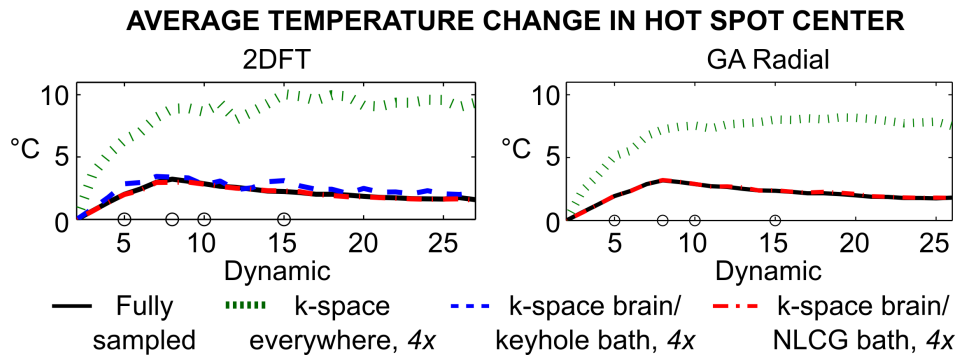 AVERAGE TEMPERATURE CHANGE IN HOT SPOT CENTER
2DFT
GA Radial
10
5
0
°C
5
10
15
20
25
Dynamic
10
5
0
°C
5
10
15
20
25
Dynamic
Fully
sampled
k-space
everywhere, 4x
k-space brain/
keyhole bath, 4x
k-space brain/
NLCG bath, 4x